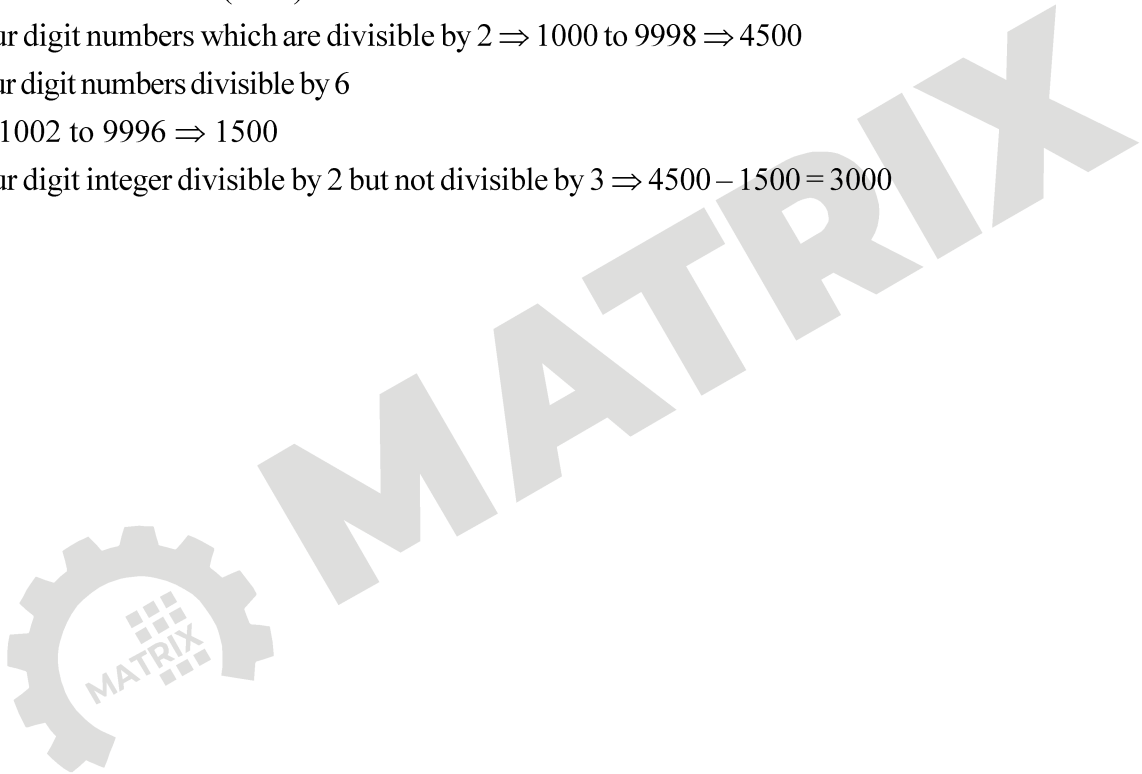 ur digit numbers which are divisible by 2 ⇒ 1000 to 9998 ⇒ 4500
ur digit numbers divisible by 6
1002 to 9996 ⇒ 1500
ur digit integer divisible by 2 but not divisible by 3 ⇒ 4500 – 1500 = 3000
MATRIX
MATRIX